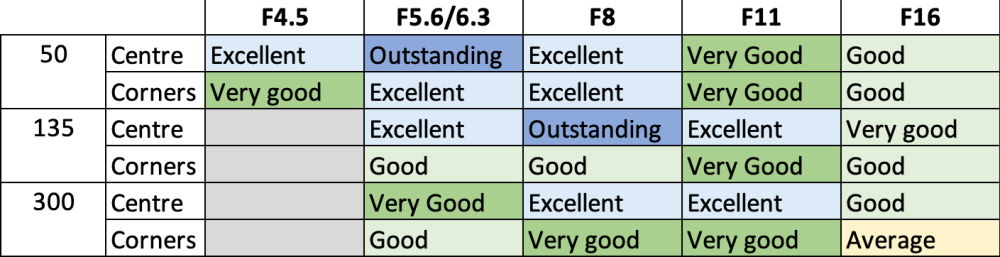 F4.5 F5.6/6.3 F8 F11 F16
50 Centre Excellent Outstanding Excellent Very Good Good
Corners Very good Excellent Excellent Very Good Good
135 Centre Excellent Outstanding Excellent Very good
Corners Good Good Very Good Good
300 Centre Very Good Excellent Excellent Good
Corners Good Very good Very good Average